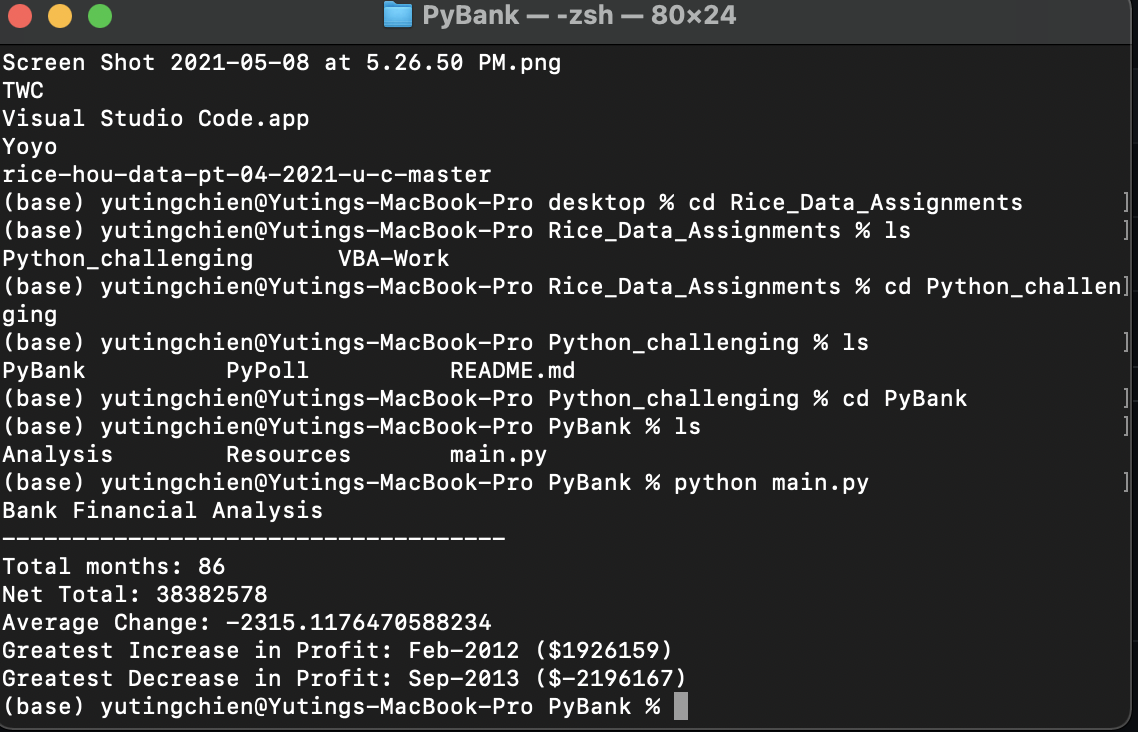 PyBank — -zsh — 80×24
Screen Shot 2021-05-08 at 5.26.50 PM.png
TWC
Visual Studio Code.app
Yoyo
rice-hou-data-pt-04-2021-u-c-master
(base) yutingchien@Yutings-MacBook-Pro desktop % cd Rice_Data_Assignments ]
(base) yutingchien@Yutings-MacBook-Pro Rice_Data_Assignments % ls ]
Python_challenging VBA-Work
(base) yutingchien@Yutings-MacBook-Pro Rice_Data_Assignments % cd Python_challen]
ging
(base) yutingchien@Yutings-MacBook-Pro Python_challenging % ls ]
PyBank PyPoll README.md
(base) yutingchien@Yutings-MacBook-Pro Python_challenging % cd PyBank ]
(base) yutingchien@Yutings-MacBook-Pro PyBank % ls ]
Analysis Resources main.py
(base) yutingchien@Yutings-MacBook-Pro PyBank % python main.py ]
Bank Financial Analysis
------------------------------------
Total months: 86
Net Total: 38382578
Average Change: -2315.1176470588234
Greatest Increase in Profit: Feb-2012 ($1926159)
Greatest Decrease in Profit: Sep-2013 ($-2196167)
(base) yutingchien@Yutings-MacBook-Pro PyBank %